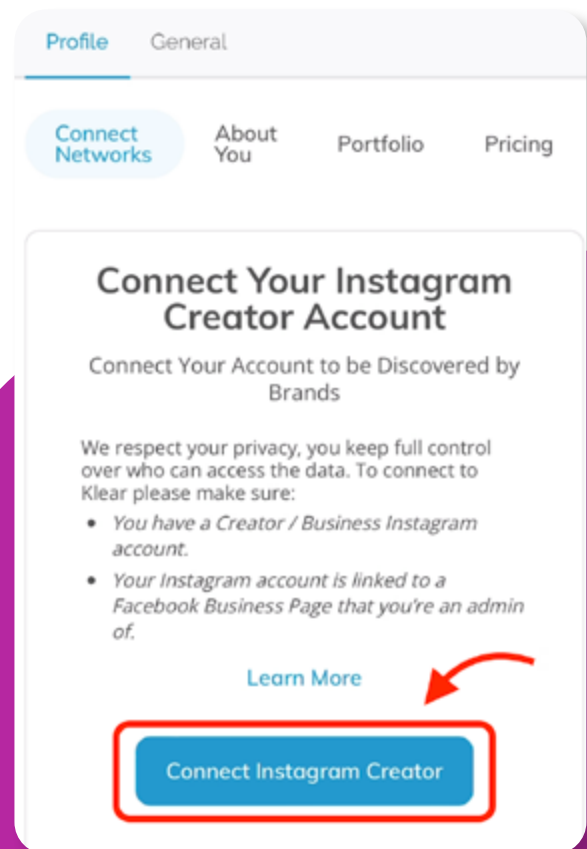 Profile General
Connect Networks About You Portfolio Pricing
Connect Your Instagram
Creator Account
Connect Your Account to be Discovered by
Brands
We respect your privacy, you keep full control
over who can access the data. To connect to
Klear please make sure:
• You have a Creator / Business Instagram
account.
• Your Instagram account is linked to a
Facebook Business Page that you're an admin
of.
Learn More
Connect Instagram Creator